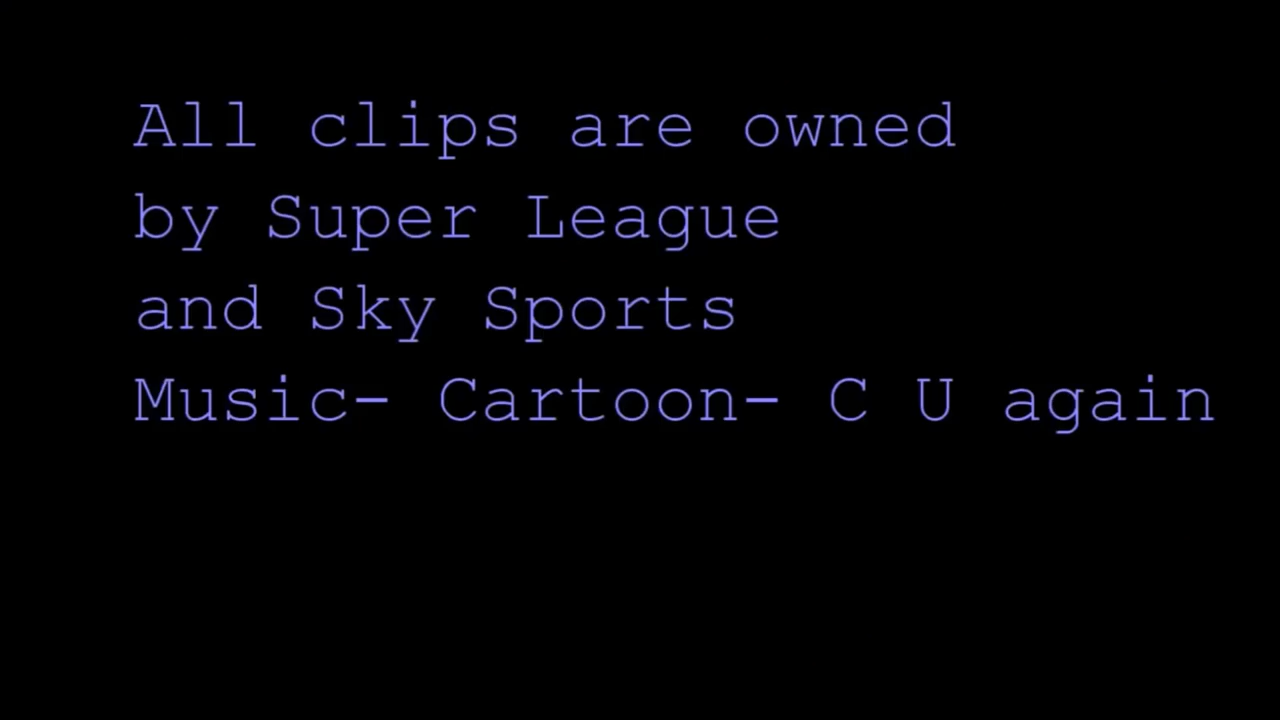 All clips are owned
by Super League
and Sky Sports
Music- Cartoon- C U again